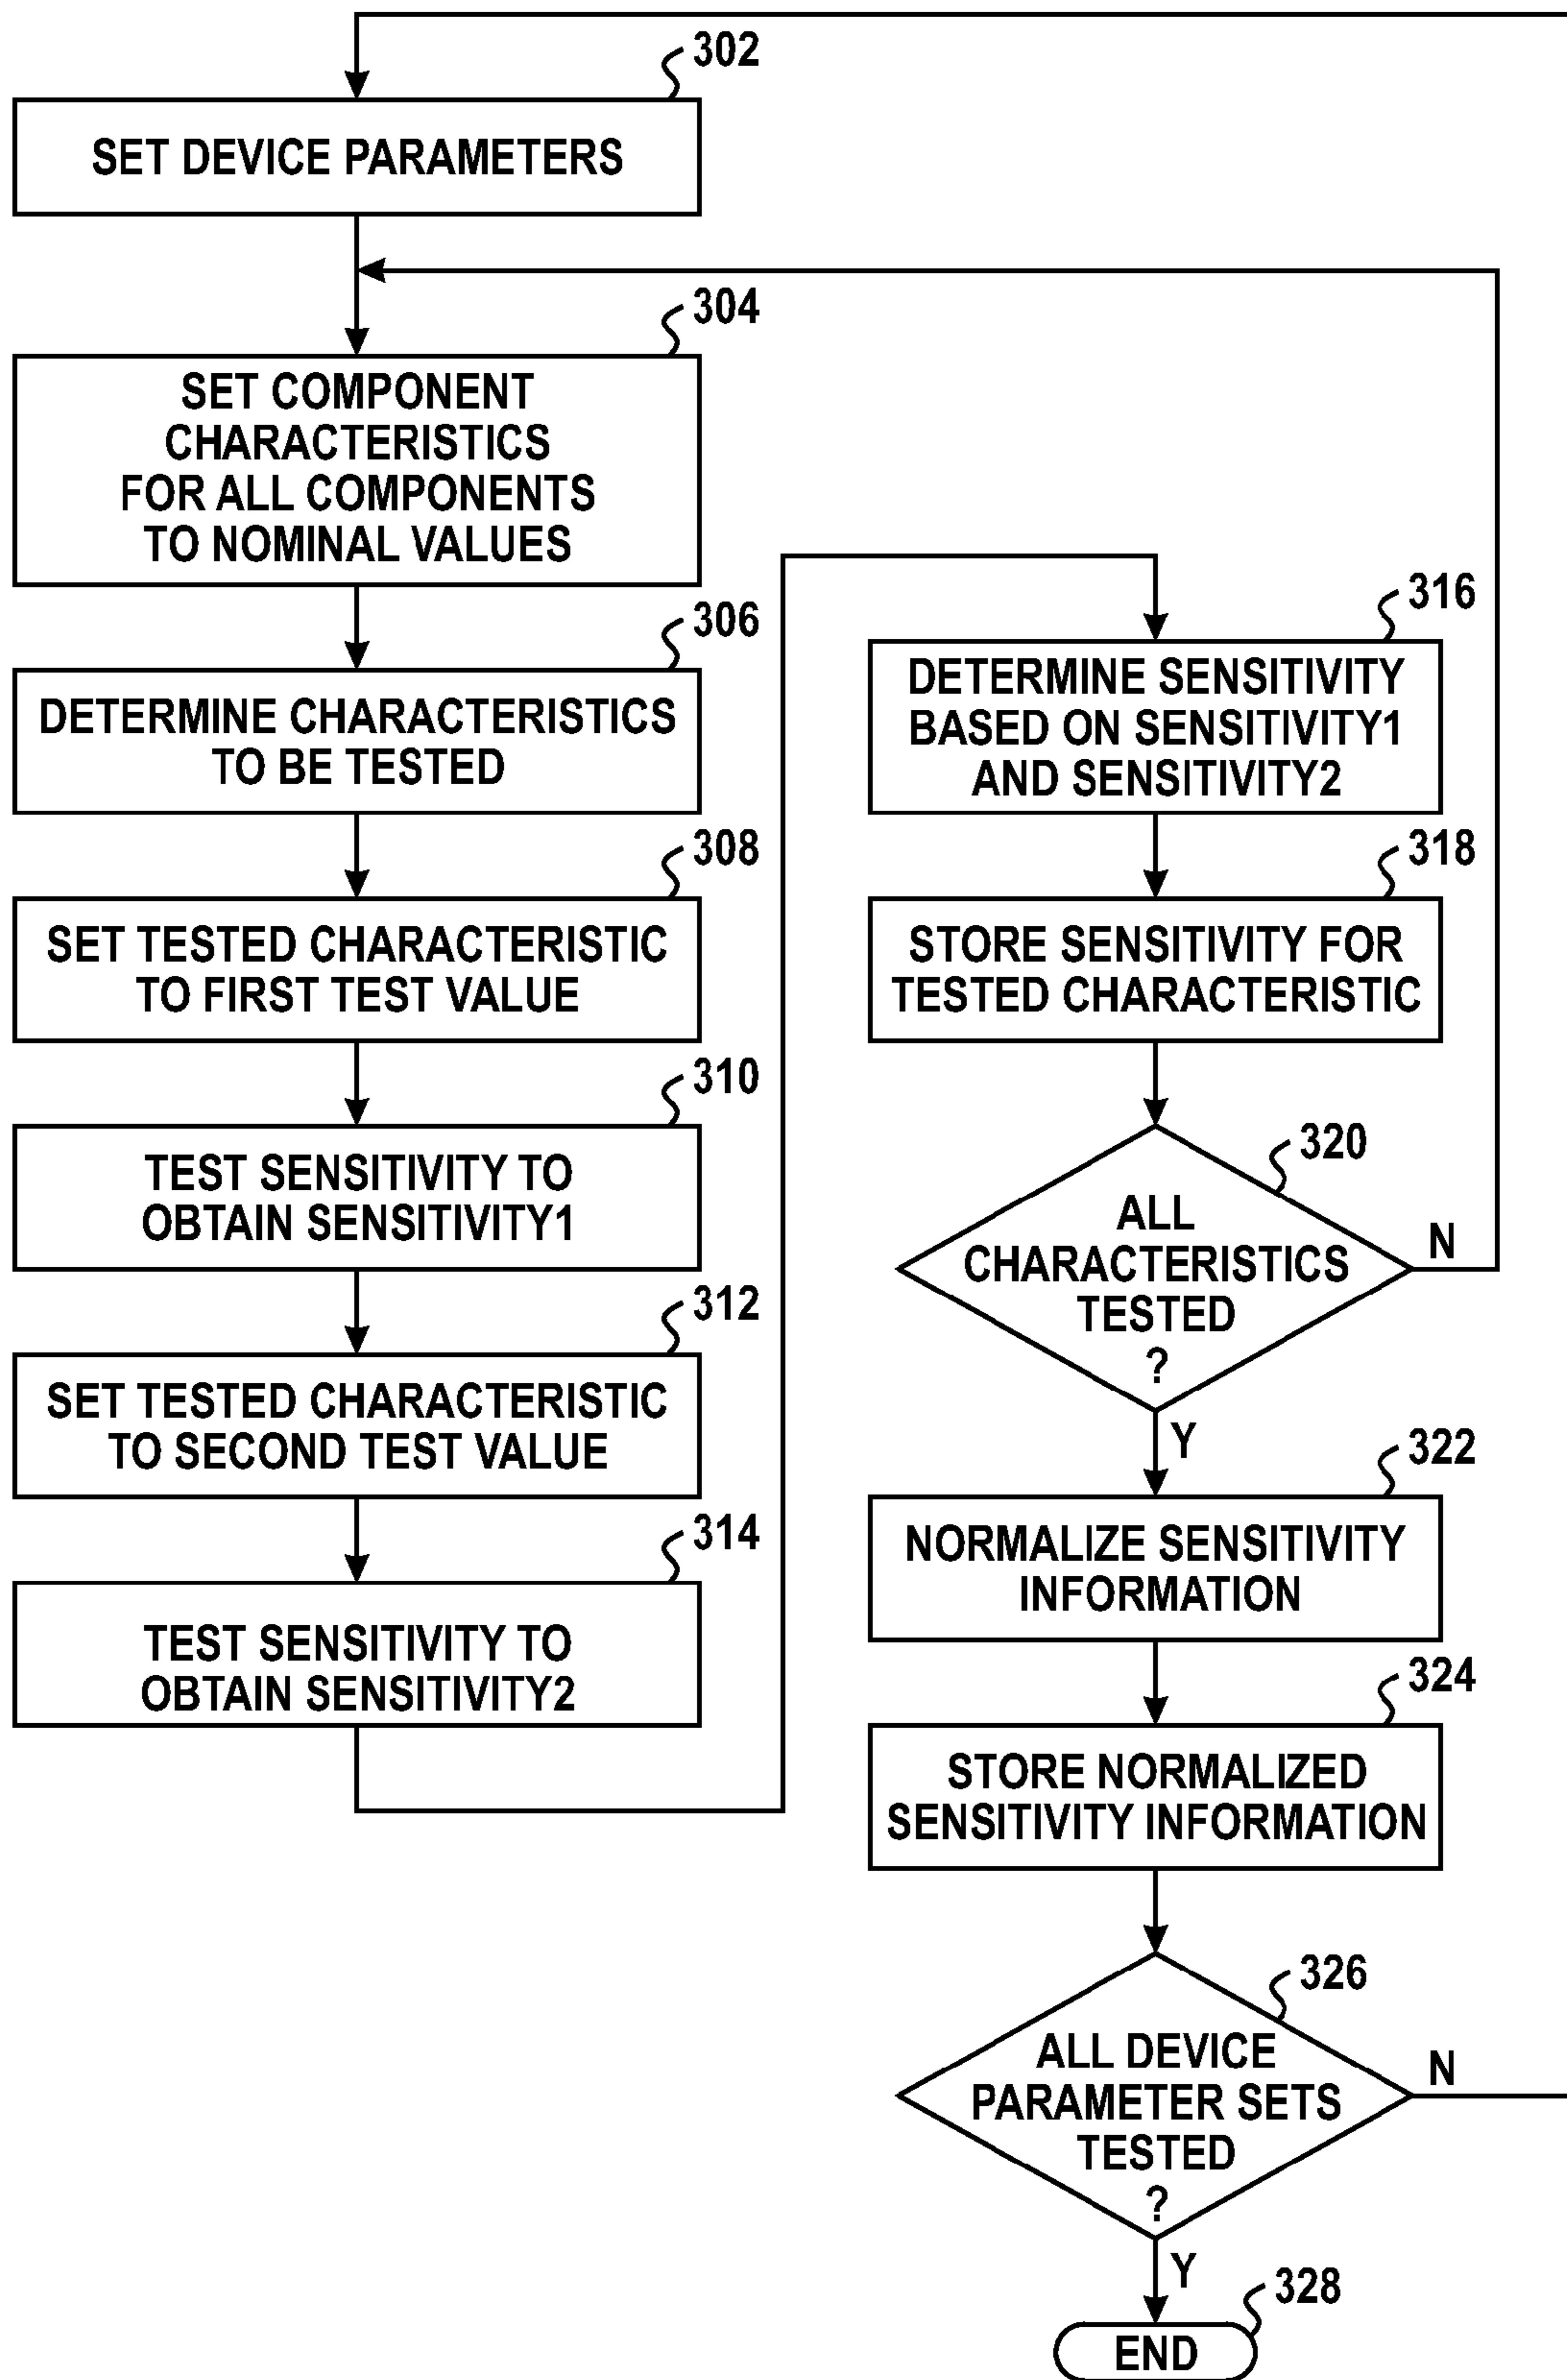 302
SET DEVICE PARAMETERS
304
SET COMPONENT
CHARACTERISTICS
FOR ALL COMPONENTS
TO NOMINAL VALUES
306
DETERMINE CHARACTERISTICS
TO BE TESTED
308
SET TESTED CHARACTERISTIC
TO FIRST TEST VALUE
310
TEST SENSITIVITY TO
OBTAIN SENSITIVITY1
312
SET TESTED CHARACTERISTIC
TO SECOND TEST VALUE
314
TEST SENSITIVITY TO
OBTAIN SENSITIVITY2
316
DETERMINE SENSITIVITY
BASED ON SENSITIVITY1
AND SENSITIVITY2
318
STORE SENSITIVITY FOR
TESTED CHARACTERISTIC
320
ALL
CHARACTERISTICS
TESTED
?
N
Y
322
NORMALIZE SENSITIVITY
INFORMATION
324
STORE NORMALIZED
SENSITIVITY INFORMATION
326
ALL DEVICE
PARAMETER SETS
TESTED
?
N
Y
328
END